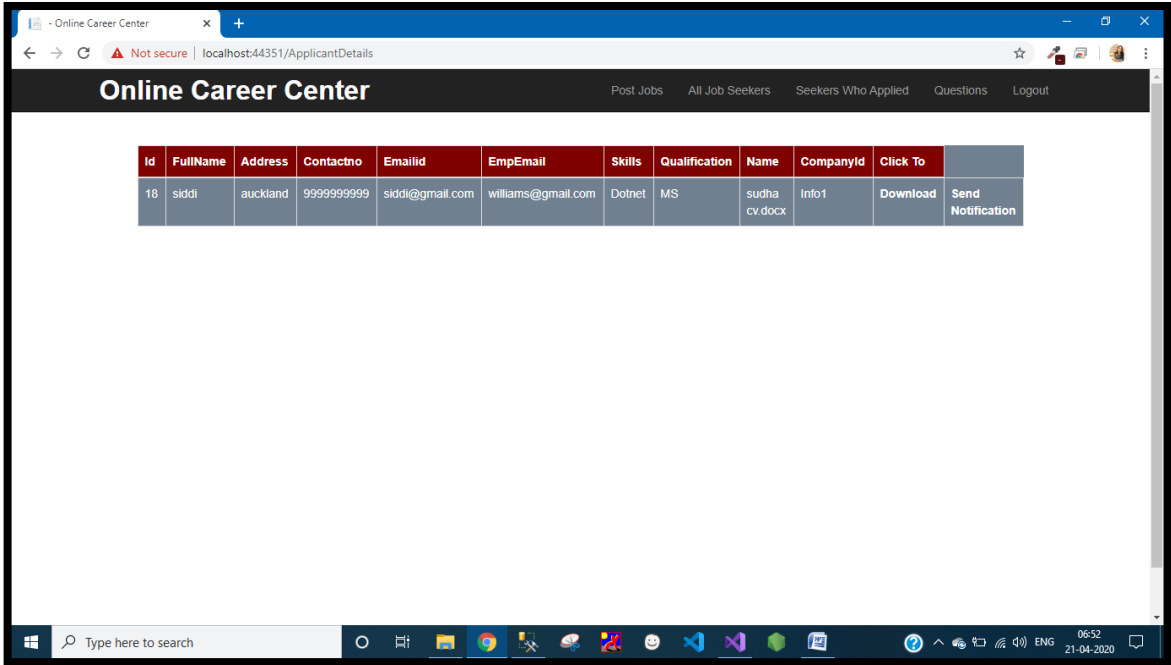 - Online Career Center
Not secure | localhost:44351/ApplicantDetails
Online Career Center Post Jobs All Job Seekers Seekers Who Applied Questions Logout
Id FullName Address Contactno Emailid EmpEmail Skills Qualification Name CompanyId Click To
18 siddi auckland 9999999999 siddi@gmail.com williams@gmail.com Dotnet MS sudha Info1 Download Send
cv.docx Notification
Type here to search ENG 06:52
21-04-2020